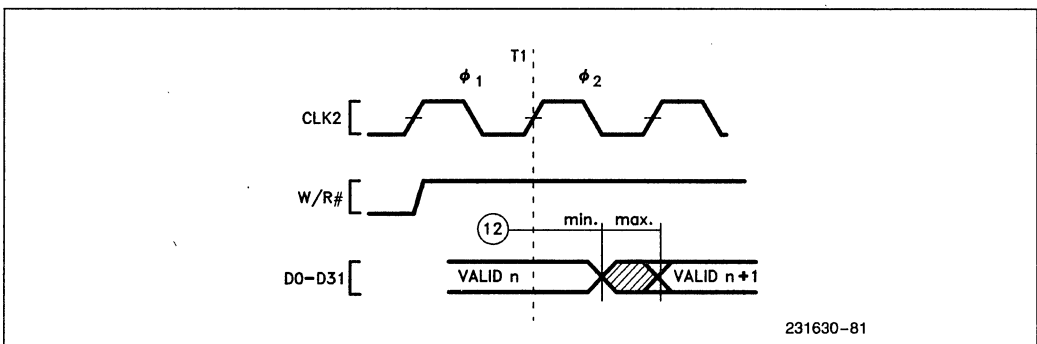 T1
ϕ1 ϕ2
CLK2
W/R#
12 min. max.
D0-D31 VALID n VALID n+1
231630-81